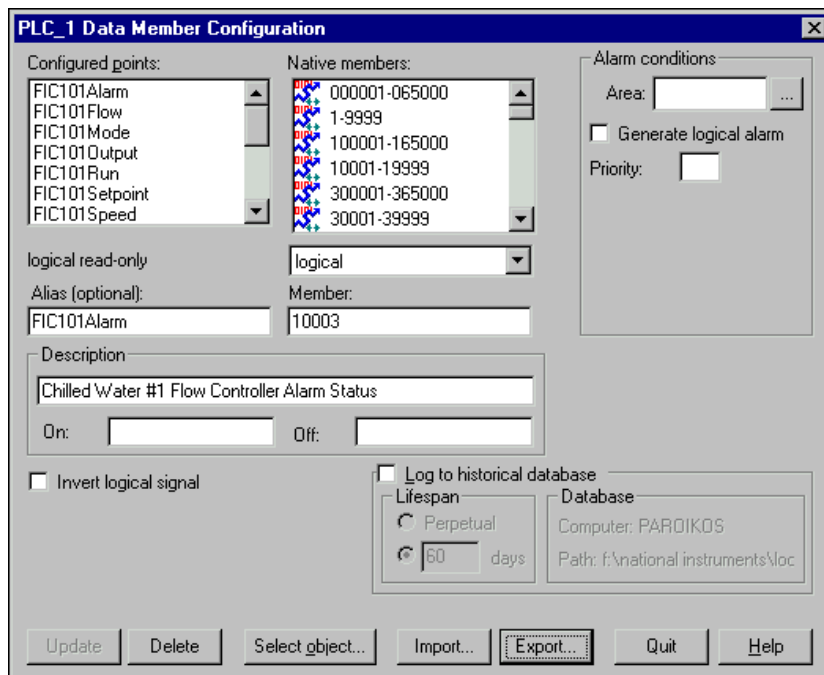 PLC_1 Data Member Configuration
Configured points:
FIC101Alarm
FIC101Flow
FIC101Mode
FIC101Output
FIC101Run
FIC101Setpoint
FIC101Speed
Native members:
000001-065000
1-9999
100001-165000
10001-19999
300001-365000
30001-39999
Alarm conditions
Area:
...
Generate logical alarm
Priority:
logical read-only
logical
Alias (optional):
Member:
FIC101Alarm
10003
Description
Chilled Water #1 Flow Controller Alarm Status
On:
Off:
Invert logical signal
Log to historical database
Lifespan
Perpetual
60 days
Database
Computer: PAROIKOS
Path: f:\national instruments\loc
Update
Delete
Select object...
Import...
Export...
Quit
Help